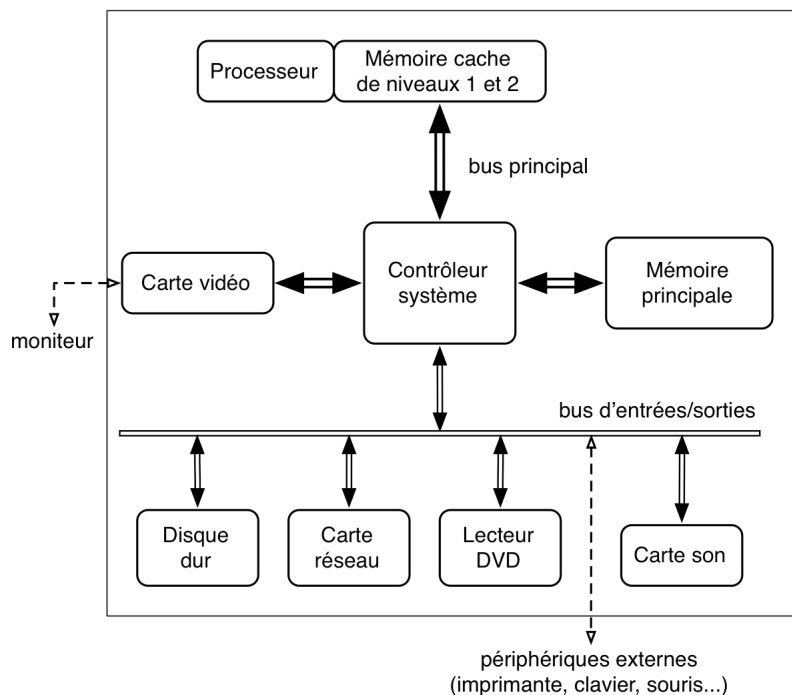 Processeur
Mémoire cache
de niveaux 1 et 2
bus principal
Carte vidéo
Contrôleur
système
Mémoire
principale
moniteur
bus d'entrées/sorties
Disque
dur
Carte
réseau
Lecteur
DVD
Carte son
périphériques externes
(imprimante, clavier, souris...)